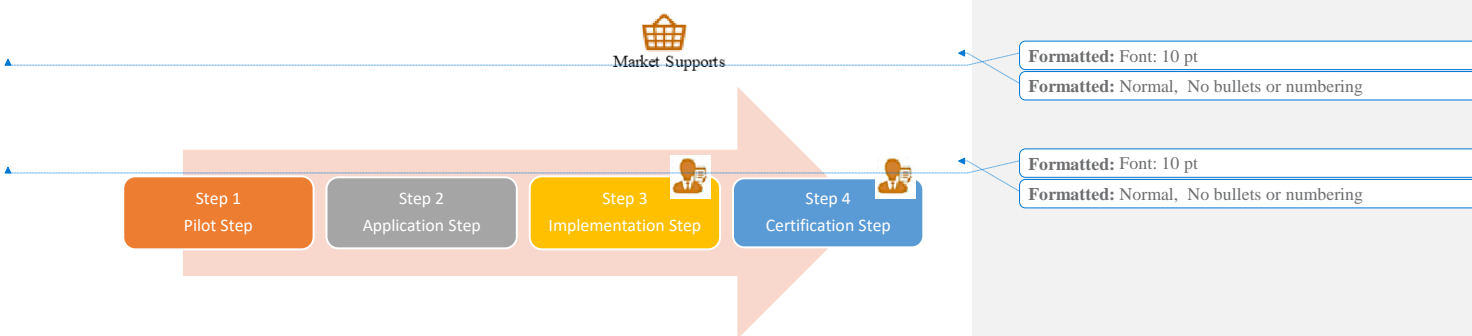 Market Supports
Formatted: Font: 10 pt
Formatted: Normal, No bullets or numbering
Formatted: Font: 10 pt
Formatted: Normal, No bullets or numbering
Step 1
Pilot Step
Step 2
Application Step
Step 3
Implementation Step
Step 4
Certification Step